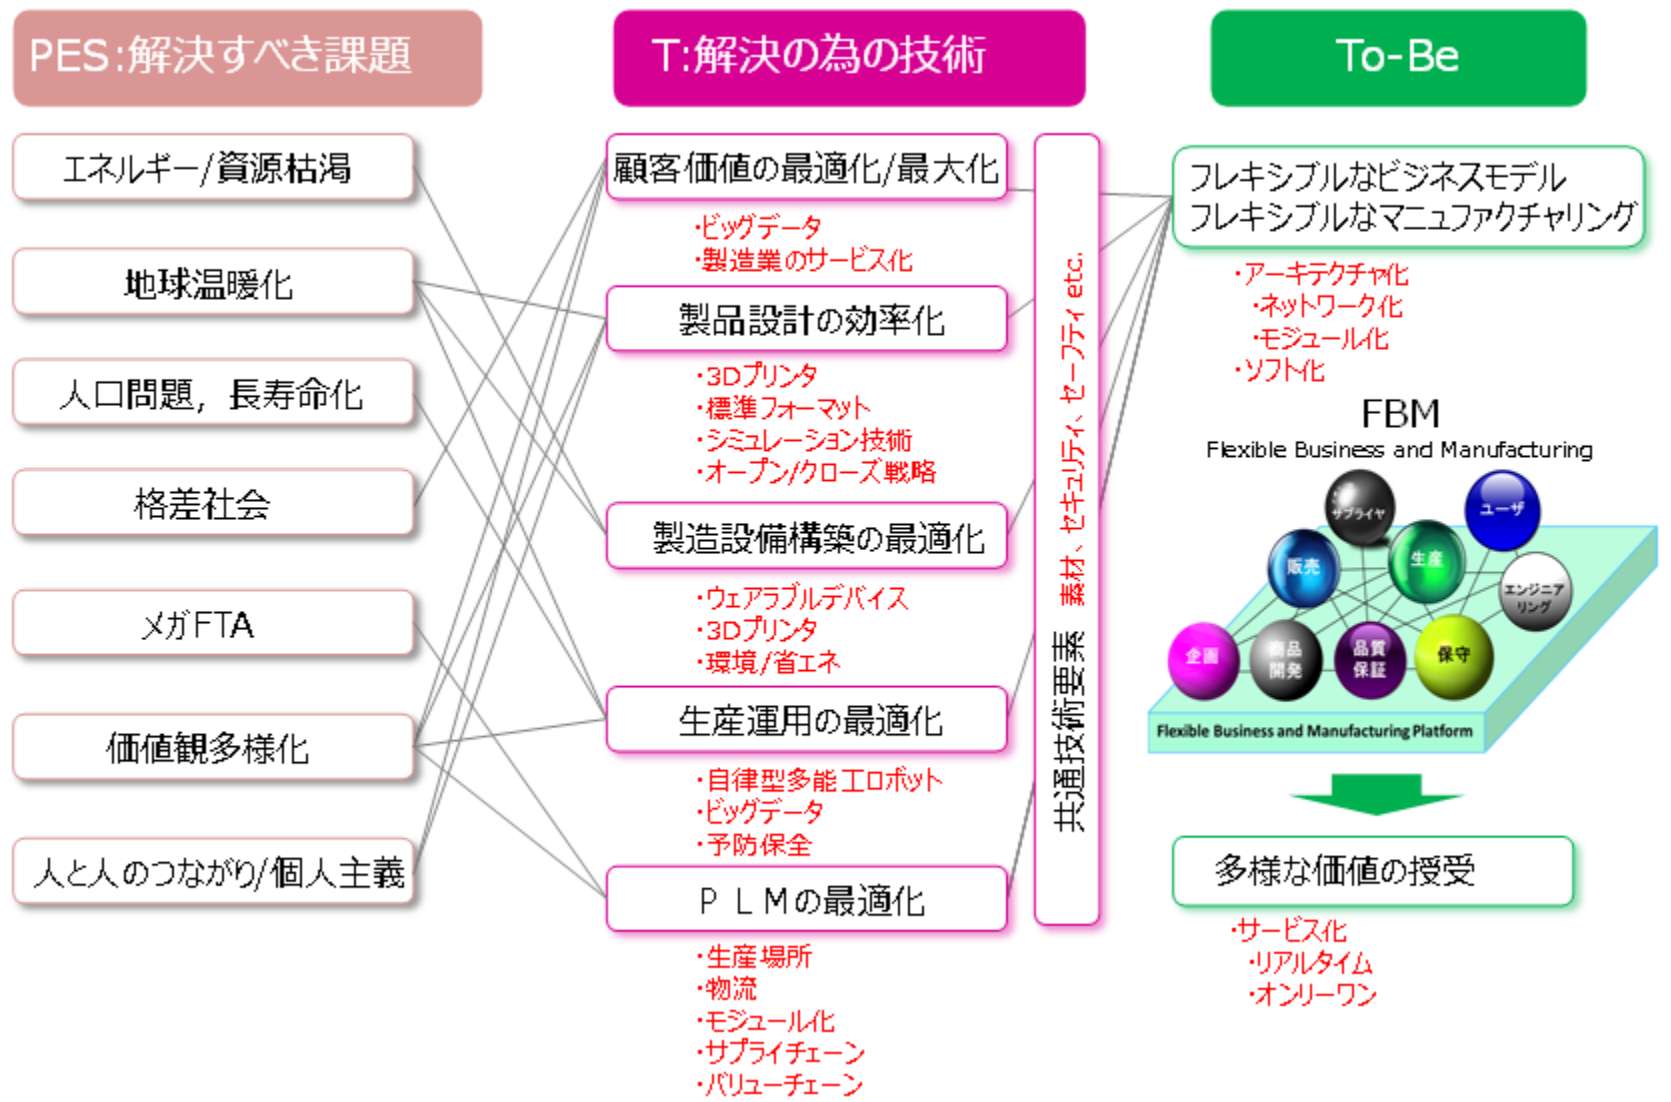 PES:解決すべき課題
エネルギー/資源枯渇
地球温暖化
人口問題，長寿命化
格差社会
メガFTA
価値観多様化
人と人のつながり/個人主義
T:解決の為の技術
顧客価値の最適化/最大化
・ビッグデータ
・製造業のサービス化
製品設計の効率化
・3Dプリンタ
・標準フォーマット
・シミュレーション技術
・オープン/クローズ戦略
製造設備構築の最適化
・ウェアラブルデバイス
・3Dプリンタ
・環境/省エネ
生産運用の最適化
・自律型多能工ロボット
・ビッグデータ
・予防保全
ＰＬＭの最適化
・生産場所
・物流
・モジュール化
・サプライチェーン
・バリューチェーン
共通技術要素 素材、セキュリティ、セーフティ etc.
To-Be
フレキシブルなビジネスモデル
フレキシブルなマニュファクチャリング
・アーキテクチャ化
・ネットワーク化
・モジュール化
・ソフト化
FBM
Flexible Business and Manufacturing
サプライヤ
ユーザ
販売
生産
エンジニア
リング
企画
商品
開発
品質
保証
保守
Flexible Business and Manufacturing Platform
多様な価値の授受
・サービス化
・リアルタイム
・オンリーワン